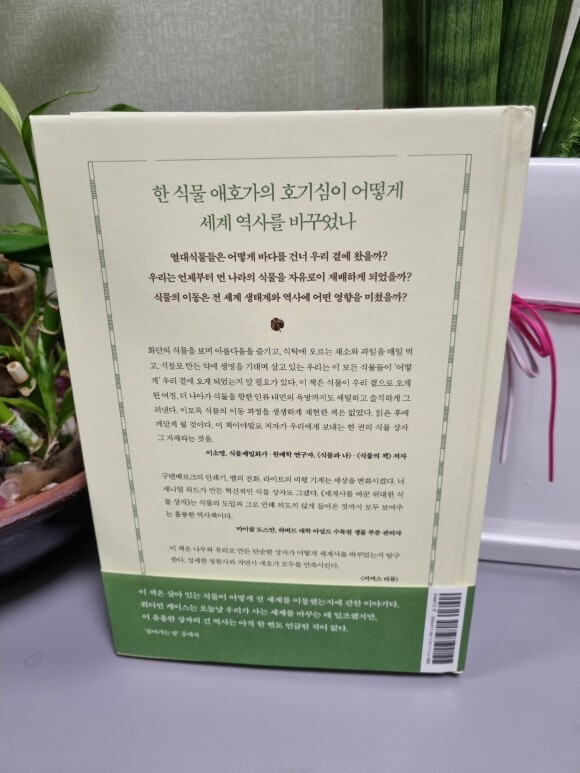 한 식물 애호가의 호기심이 어떻게
세계 역사를 바꾸었나
열대식물들은 어떻게 바다를 건너 우리 곁에 왔을까?
우리는 언제부터 먼 나라의 식물을 자유로이 재배하게 되었을까?
식물의 이동은 전 세계 생태계와 역사에 어떤 영향을 미쳤을까?
화단의 식물을 보며 아름다움을 즐기고, 식탁에 오르는 채소와 과일을 매일 먹
고, 식물로 만든 약에 생명을 기대며 살고 있는 우리는 이 모든 식물들이 '어떻
게' 우리 곁에 오게 되었는지 알 필요가 있다. 이 책은 식물이 우리 곁으로 오게
된 여정, 더 나아가 식물을 향한 인류 내면의 욕망까지도 세밀하고 솔직하게 그
려낸다. 이토록 식물의 이동 과정을 생생하게 재현한 책은 없었다. 읽은 후에
깨닫게 될 것이다. 이 책이야말로 저자가 우리에게 보내는 한 권의 식물 상자
그 자체라는 것을.
이소영, 식물세밀화가·원예학 연구자, 《식물과 나》·《식물의 책》 저자
구텐베르크의 인쇄기, 벨의 전화, 라이트의 비행 기계는 세상을 변화시켰다. 너
새니얼 워드가 만든 혁신적인 식물 상자도 그랬다. 《세계사를 바꾼 위대한 식
물 상자》는 식물의 도입과 그로 인해 의도치 않게 들여온 것까지 모두 보여주
는 훌륭한 역사책이다.
마이클 도스만, 하버드 대학 아널드 수목원 생물 부문 관리자
이 책은 나무와 유리로 만든 단순한 상자가 어떻게 세계사를 바꾸었는지 탐구
한다. 섬세한 정원사와 자연사 애호가 모두를 만족시킨다.
《커커스 리뷰》
이 책은 살아 있는 식물이 어떻게 전 세계를 이동했는지에 관한 이야기다.
워디언 케이스는 오늘날 우리가 사는 세계를 바꾸는 데 일조했지만,
이 유용한 상자의 긴 역사는 아직 한 번도 언급된 적이 없다.
'들어가는 말' 중에서